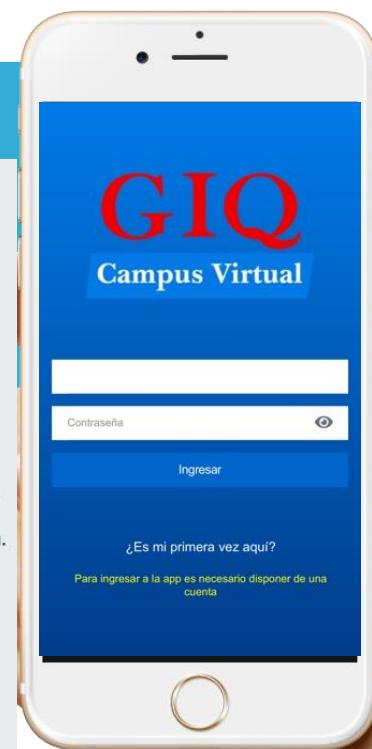 GIQ
Campus Virtual
Contraseña
Ingresar
¿Es mi primera vez aquí?
Para ingresar a la app es necesario disponer de una
cuenta